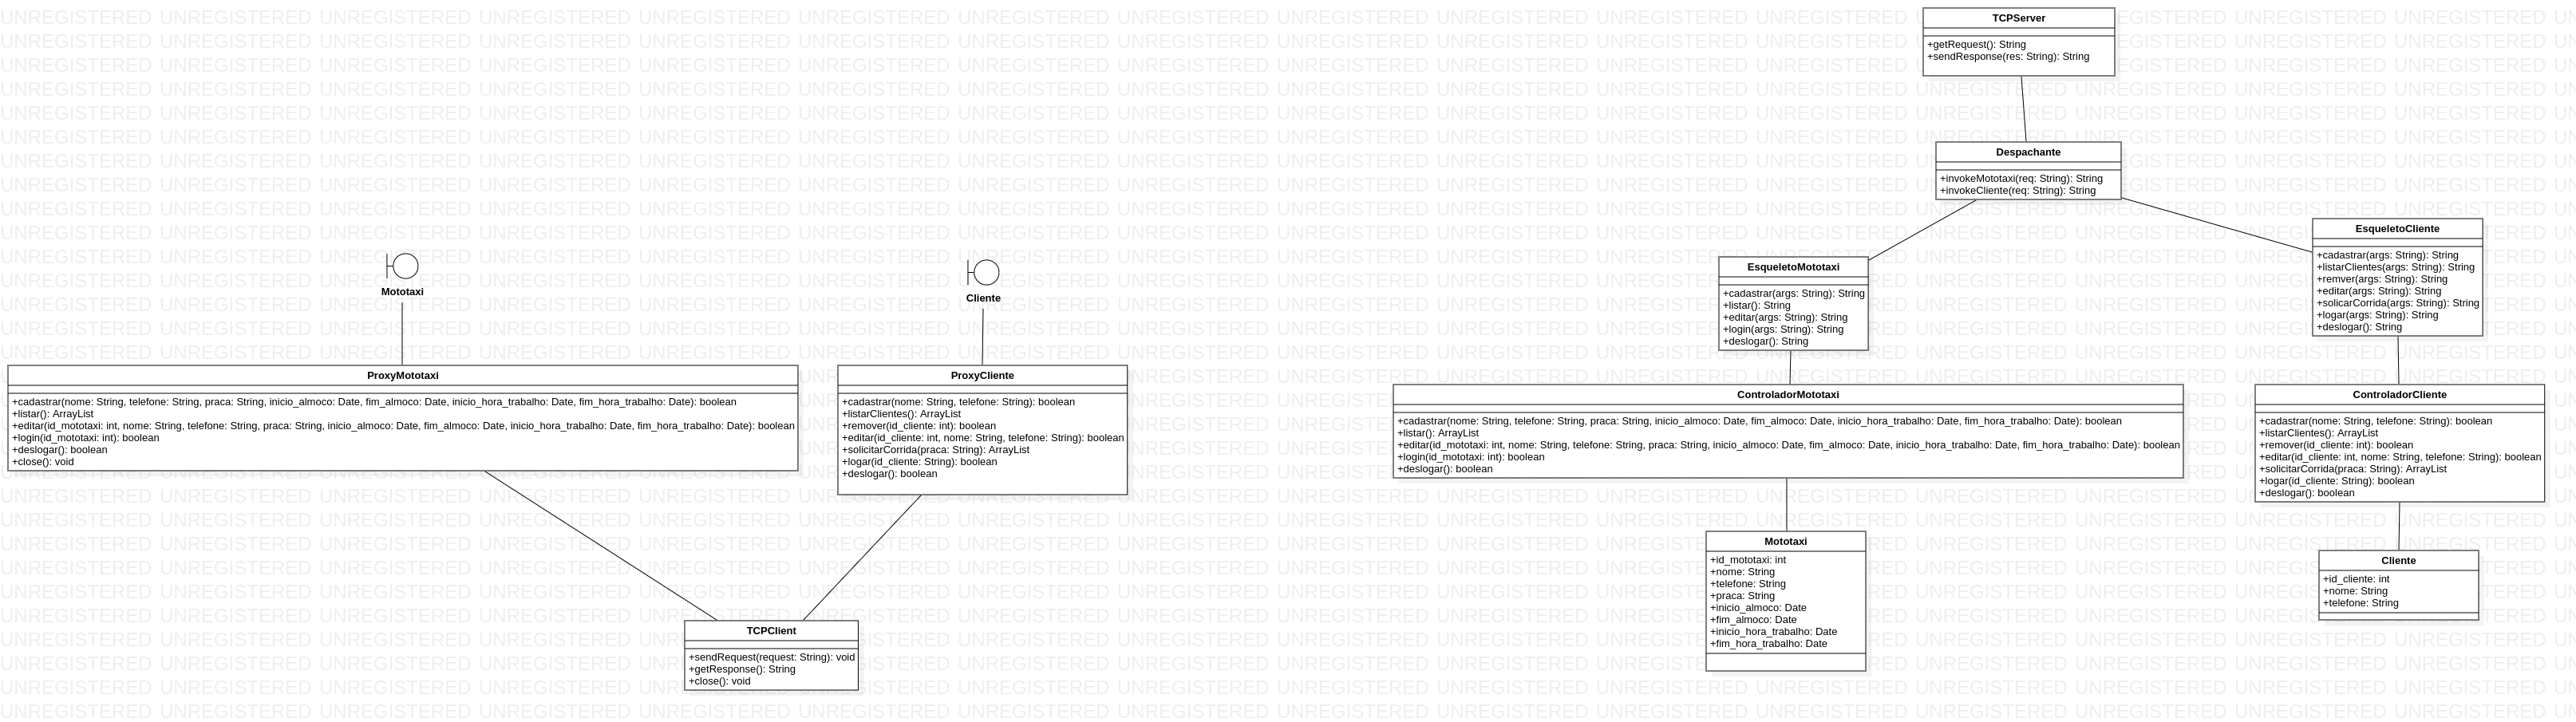 TCPServer
+getRequest(): String
+sendResponse(res: String): String
Despachante
+invokeMototaxi(req: String): String
+invokeCliente(req: String): String
EsqueletoCliente
+cadastrar(args: String): String
+listarClientes(args: String): String
+remver(args: String): String
+editar(args: String): String
+solicarCorrida(args: String): String
+logar(args: String): String
+deslogar(): String
EsqueletoMototaxi
+cadastrar(args: String): String
+listar(): String
+editar(args: String): String
+login(args: String): String
+deslogar(): String
Mototaxi
Cliente
ProxyMototaxi
+cadastrar(nome: String, telefone: String, praca: String, inicio_almoco: Date, fim_almoco: Date, inicio_hora_trabalho: Date, fim_hora_trabalho: Date): boolean
+listar(): ArrayList
+editar(id_mototaxi: int, nome: String, telefone: String, praca: String, inicio_almoco: Date, fim_almoco: Date, inicio_hora_trabalho: Date, fim_hora_trabalho: Date): boolean
+login(id_mototaxi: int): boolean
+deslogar(): boolean
+close(): void
ProxyCliente
+cadastrar(nome: String, telefone: String): boolean
+listarClientes(): ArrayList
+remover(id_cliente: int): boolean
+editar(id_cliente: int, nome: String, telefone: String): boolean
+solicitarCorrida(praca: String): ArrayList
+logar(id_cliente: String): boolean
+deslogar(): boolean
ControladorMototaxi
+cadastrar(nome: String, telefone: String, praca: String, inicio_almoco: Date, fim_almoco: Date, inicio_hora_trabalho: Date, fim_hora_trabalho: Date): boolean
+listar(): ArrayList
+editar(id_mototaxi: int, nome: String, telefone: String, praca: String, inicio_almoco: Date, fim_almoco: Date, inicio_hora_trabalho: Date, fim_hora_trabalho: Date): boolean
+login(id_mototaxi: int): boolean
+deslogar(): boolean
ControladorCliente
+cadastrar(nome: String, telefone: String): boolean
+listarClientes(): ArrayList
+remover(id_cliente: int): boolean
+editar(id_cliente: int, nome: String, telefone: String): boolean
+solicitarCorrida(praca: String): ArrayList
+logar(id_cliente: String): boolean
+deslogar(): boolean
Mototaxi
+id_mototaxi: int
+nome: String
+telefone: String
+praca: String
+inicio_almoco: Date
+fim_almoco: Date
+inicio_hora_trabalho: Date
+fim_hora_trabalho: Date
Cliente
+id_cliente: int
+nome: String
+telefone: String
TCPClient
+sendRequest(request: String): void
+getResponse(): String
+close(): void
UNREGISTERED